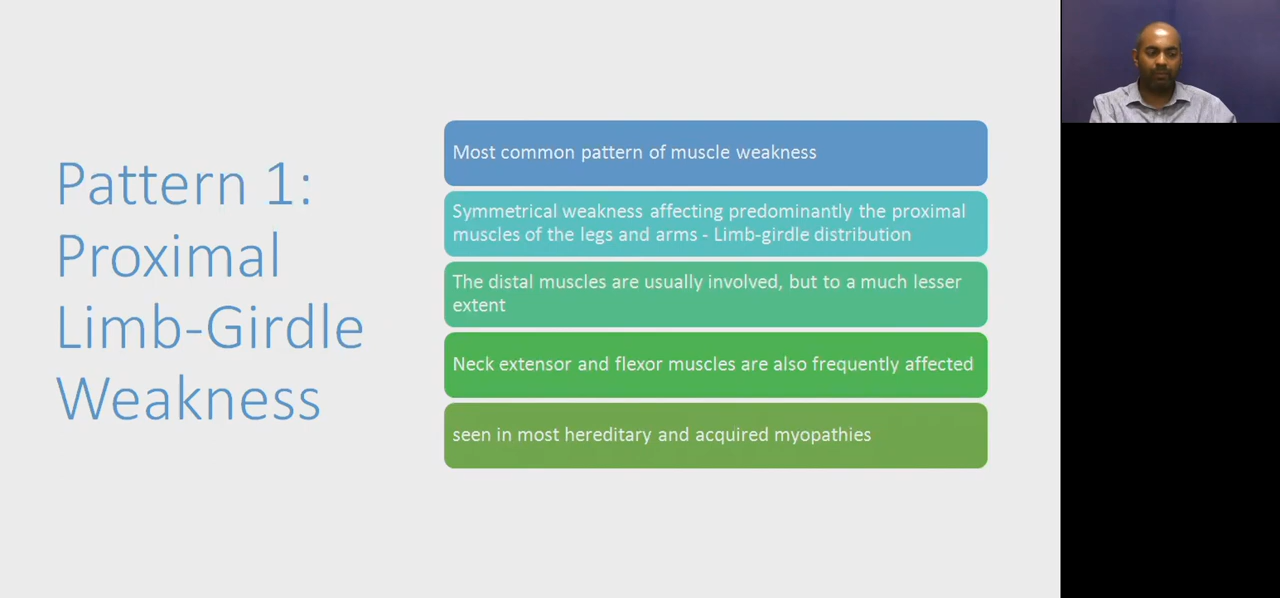 Pattern 1:
Proximal
Limb-Girdle
Weakness
Most common pattern of muscle weakness
Symmetrical weakness affecting predominantly the proximal
muscles of the legs and arms - Limb-girdle distribution
The distal muscles are usually involved, but to a much lesser
extent
Neck extensor and flexor muscles are also frequently affected
seen in most hereditary and acquired myopathies